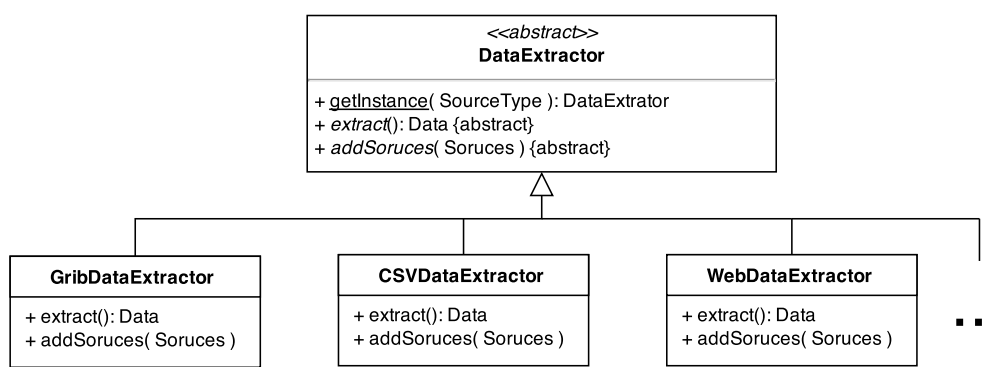 <<abstract>>
DataExtractor
+ getInstance( SourceType ): DataExtrator
+ extract(): Data {abstract}
+ addSoruces( Soruces ) {abstract}
GribDataExtractor
+ extract(): Data
+ addSoruces( Soruces )
CSVDataExtractor
+ extract(): Data
+ addSoruces( Soruces )
WebDataExtractor
+ extract(): Data
+ addSoruces( Soruces )
..